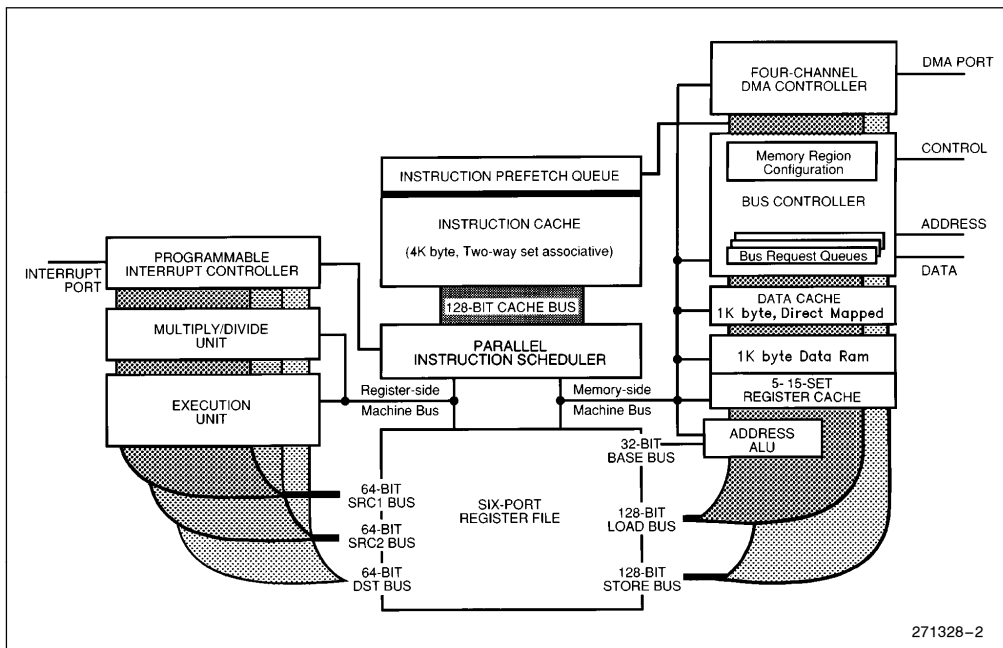 FOUR-CHANNEL
DMA CONTROLLER
DMA PORT
Memory Region
Configuration
CONTROL
BUS CONTROLLER
ADDRESS
Bus Request Queues
DATA
INSTRUCTION PREFETCH QUEUE
INSTRUCTION CACHE
(4K byte, Two-way set associative)
128-BIT CACHE BUS
PARALLEL
INSTRUCTION SCHEDULER
INTERRUPT
PORT
PROGRAMMABLE
INTERRUPT CONTROLLER
MULTIPLY/DIVIDE
UNIT
EXECUTION
UNIT
Register-side
Machine Bus
Memory-side
Machine Bus
DATA CACHE
1K byte, Direct Mapped
1K byte Data Ram
5- 15-SET
REGISTER CACHE
ADDRESS
ALU
32-BIT
BASE BUS
SIX-PORT
REGISTER FILE
64-BIT
SRC1 BUS
64-BIT
SRC2 BUS
64-BIT
DST BUS
128-BIT
LOAD BUS
128-BIT
STORE BUS
271328–2